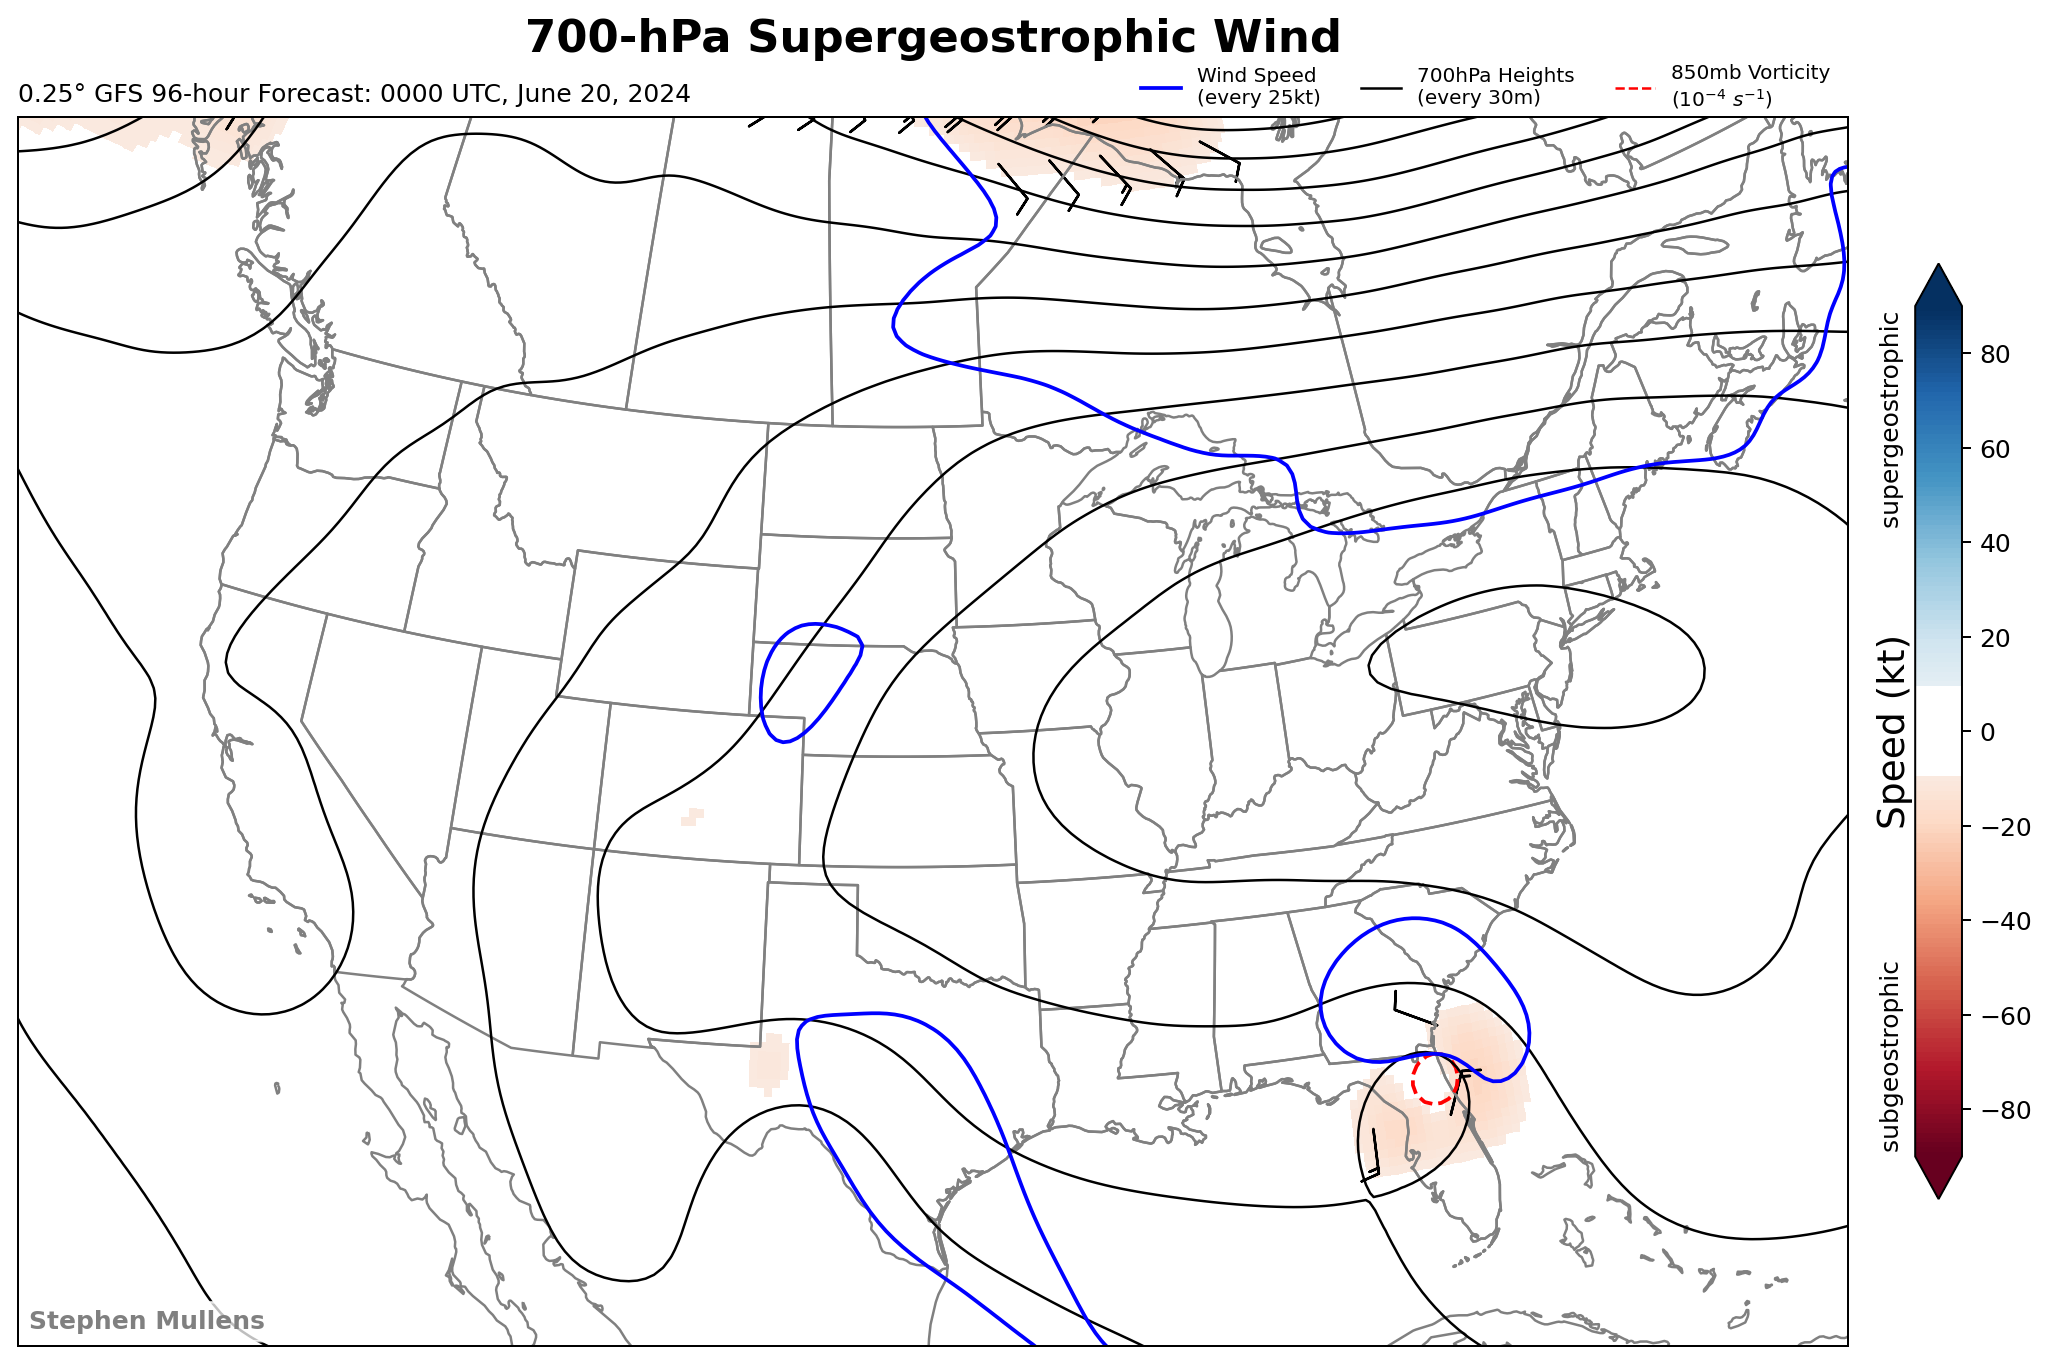 700-hPa Supergeostrophic Wind
0.25° GFS 96-hour Forecast: 0000 UTC, June 20, 2024
Wind Speed
(every 25kt)
700hPa Heights
(every 30m)
850mb Vorticity
(10⁻⁴ s⁻¹)
supergeostrophic
Speed (kt)
subgeostrophic
80
60
40
20
0
−20
−40
−60
−80
Stephen Mullens